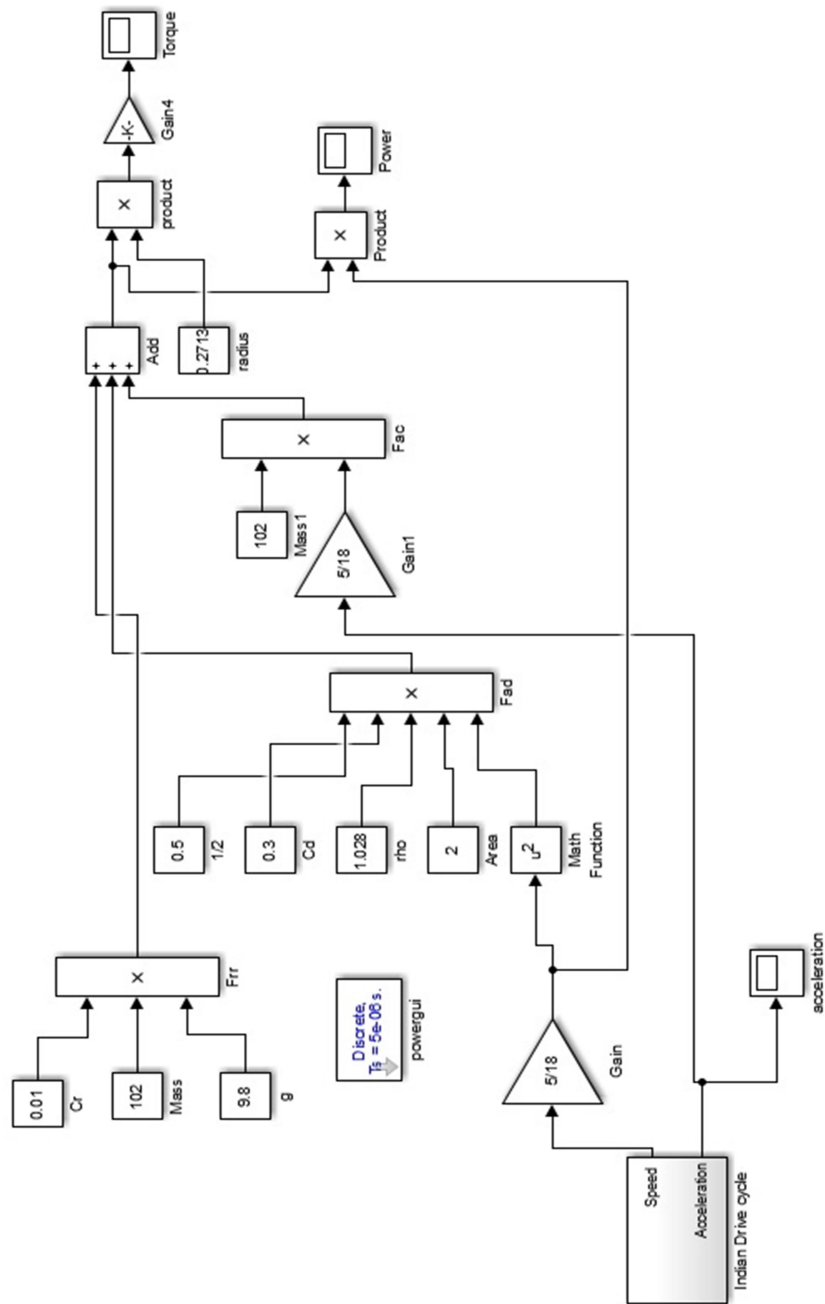 0.01
Cr
102
Mass
9.8
g
X
Frr
Discrete,
Ts = 5e-06 s.
powergui
0.5
1/2
0.3
Cd
1.028
rho
2
Area
u2
Math
Function
X
Fad
Speed
Acceleration
Indian Drive cycle
5/18
Gain
acceleration
102
Mass1
5/18
Gain1
X
Fac
+
+
+
Add
0.2713
radius
X
product
-K-
Gain4
Torque
X
Product
Power